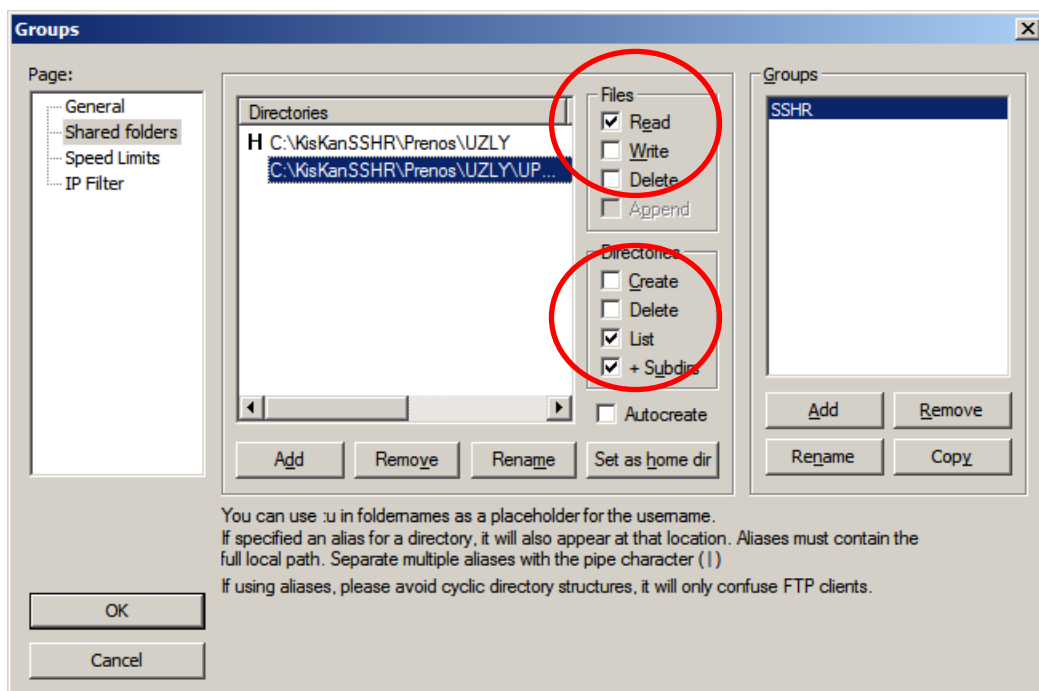 Groups
Page:
General
Shared folders
Speed Limits
IP Filter
Directories
H C:\KisKanSSHR\Prenos\UZLY
C:\KisKanSSHR\Prenos\UZLY\UP...
Files
Read
Write
Delete
Append
Directories
Create
Delete
List
+ Subdirs
Autocreate
Add
Remove
Rename
Set as home dir
Groups
SSHR
Add
Remove
Rename
Copy
You can use :u in foldernames as a placeholder for the username.
If specified an alias for a directory, it will also appear at that location. Aliases must contain the
full local path. Separate multiple aliases with the pipe character ( | )
If using aliases, please avoid cyclic directory structures, it will only confuse FTP clients.
OK
Cancel